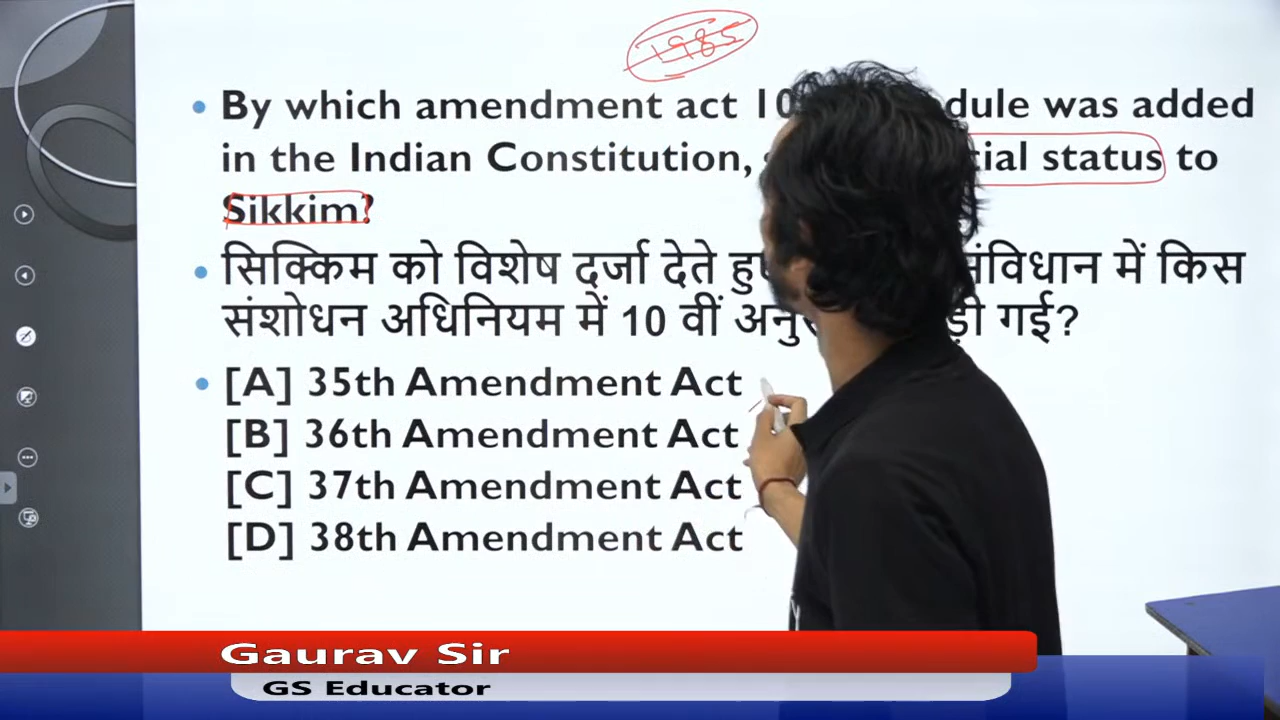 1985
By which amendment act 10 dule was added
in the Indian Constitution, cial status to
Sikkim?
सिक्किम को विशेष दर्जा देते संविधान में किस
संशोधन अधिनियम में 10 वीं गई?
[A] 35th Amendment Act
[B] 36th Amendment Act
[C] 37th Amendment Act
[D] 38th Amendment Act
Gaurav Sir
GS Educator